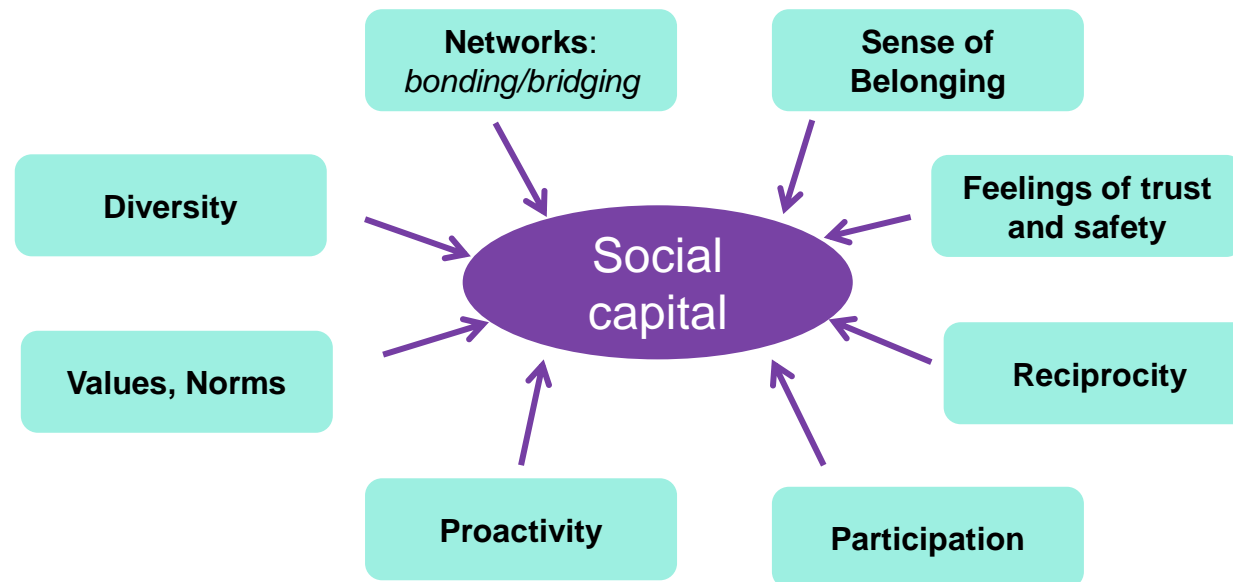 Networks:
bonding/bridging
Sense of
Belonging
Diversity
Feelings of trust
and safety
Social
capital
Values, Norms
Reciprocity
Proactivity
Participation